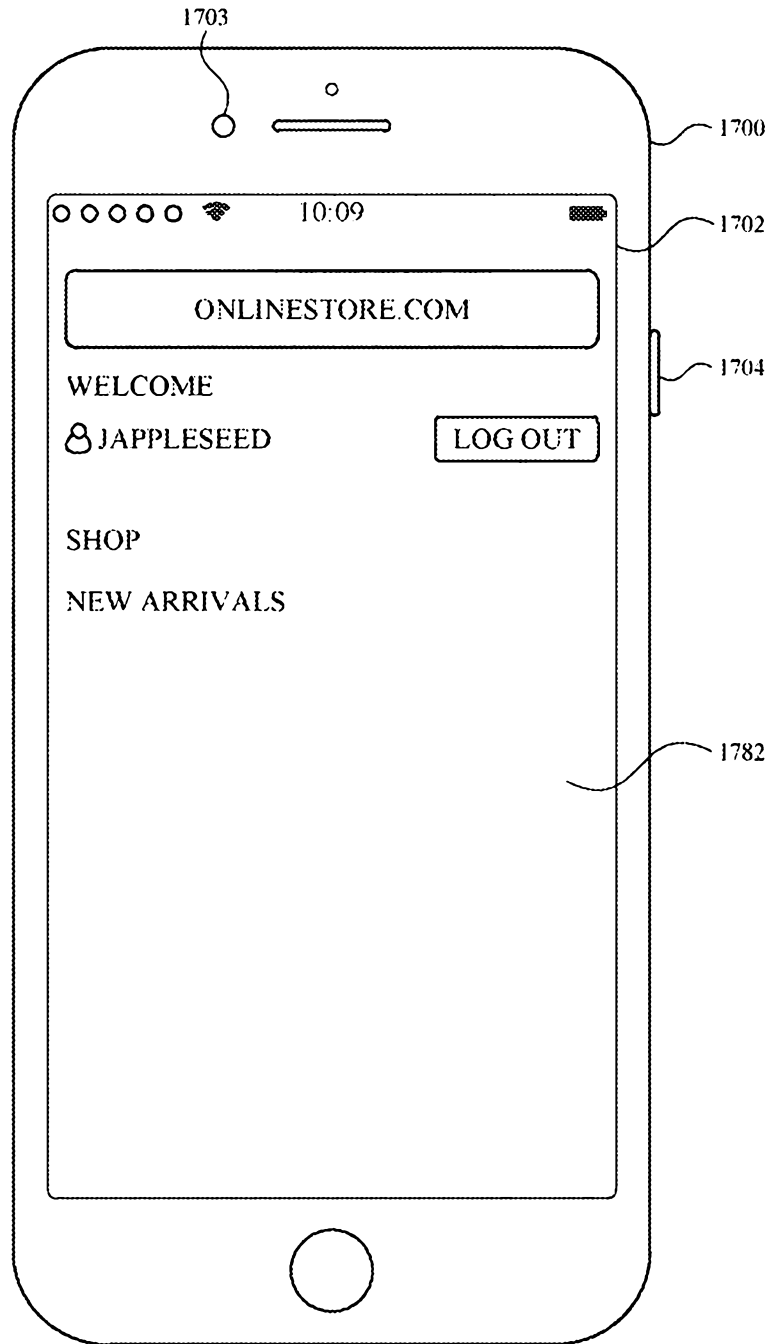 1703
1700
10:09
1702
ONLINESTORE.COM
1704
WELCOME
JAPPLESEED
LOG OUT
SHOP
NEW ARRIVALS
1782